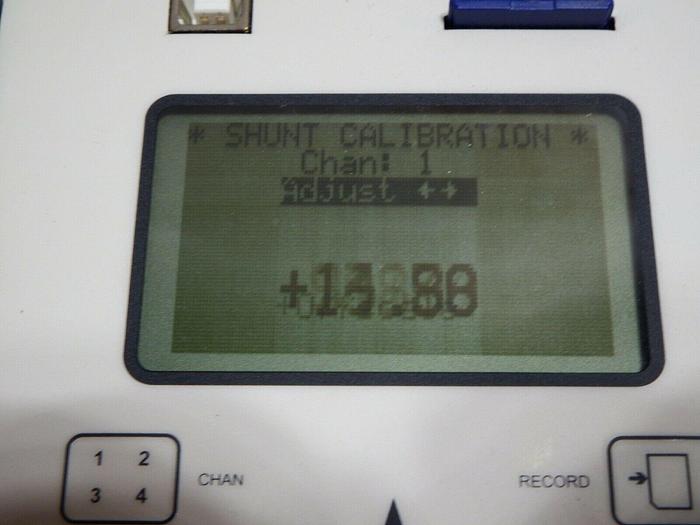 * SHUNT CALIBRATION *
Chan: 1
Adjust ←→
1 2
3 4
CHAN
RECORD